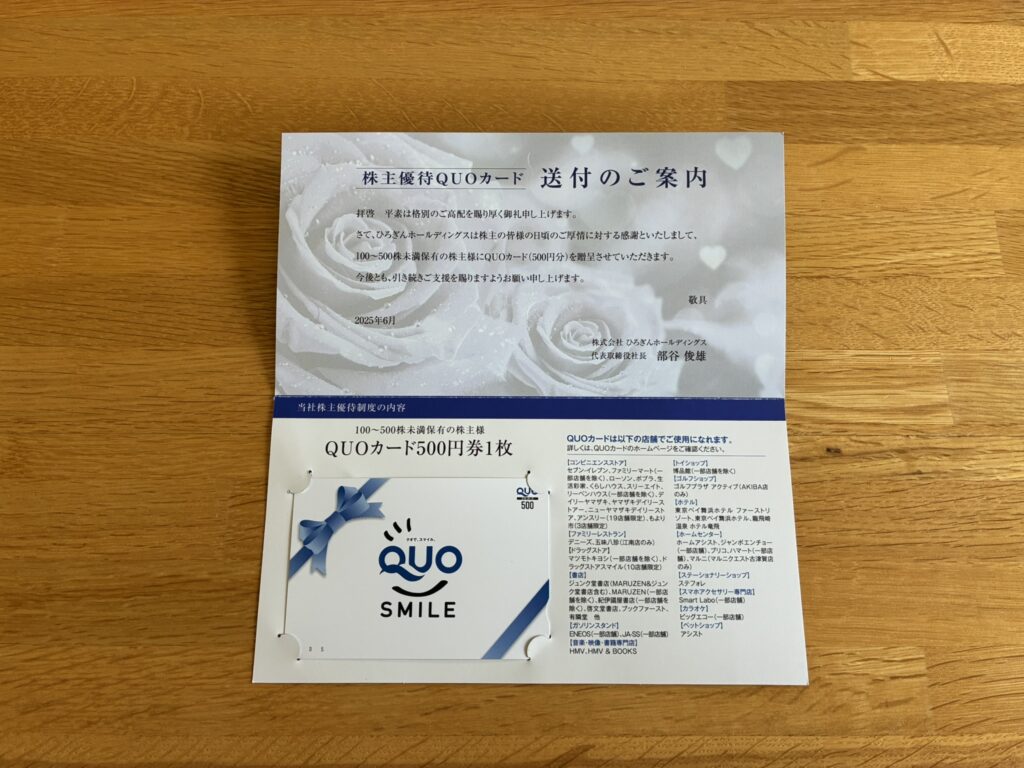 株主優待QUOカード 送付のご案内
拝啓 平素は格別のご高配を賜り厚く御礼申し上げます。
さて、ひろぎんホールディングスは株主の皆様の日頃のご厚情に対する感謝といたしまして、
100～500株未満保有の株主様にQUOカード(500円分)を贈呈させていただきます。
今後とも、引き続きご支援を賜りますようお願い申し上げます。
敬具
2025年6月
株式会社 ひろぎんホールディングス
代表取締役社長 部谷 俊雄
当社株主優待制度の内容
100～500株未満保有の株主様
QUOカード500円券1枚
QUO
500
クオで、スマイル。
QUO
SMILE
QUOカードは以下の店舗でご使用になれます。
詳しくは、QUOカードのホームページをご確認ください。
【コンビニエンスストア】
セブン-イレブン、ファミリーマート(一
部店舗を除く)、ローソン、ポプラ、生
活彩家、くらしハウス、スリーエイト、
リーベンハウス(一部店舗を除く)、デ
イリーヤマザキ、ヤマザキデイリース
トアー、ニューヤマザキデイリースト
ア、アンスリー(19店舗限定)、もより
市(3店舗限定)
【ファミリーレストラン】
デニーズ、五味八珍(江南店のみ)
【ドラッグストア】
マツモトキヨシ(一部店舗を除く)、ド
ラッグストアスマイル(10店舗限定)
【書店】
ジュンク堂書店(MARUZEN&ジュン
ク堂書店含む)、MARUZEN(一部店
舗を除く)、紀伊國屋書店(一部店舗を
除く)、啓文堂書店、ブックファースト、
有隣堂 他
【ガソリンスタンド】
ENEOS(一部店舗)、JA-SS(一部店舗)
【音楽・映像・書籍専門店】
HMV、HMV & BOOKS
【トイショップ】
博品館(一部店舗を除く)
【ゴルフショップ】
ゴルフプラザ アクティブ(AKIBA店
のみ)
【ホテル】
東京ベイ舞浜ホテル ファーストリ
ゾート、東京ベイ舞浜ホテル、龍飛崎
温泉 ホテル竜飛
【ホームセンター】
ホームアシスト、ジャンボエンチョー
(一部店舗)、ブリコ、ハマート(一部店
舗)、マルニ(マルニクエスト古津賀店
のみ)
【ステーショナリーショップ】
ステフォレ
【スマホアクセサリー専門店】
Smart Labo(一部店舗)
【カラオケ】
ビッグエコー(一部店舗)
【ペットショップ】
アシスト